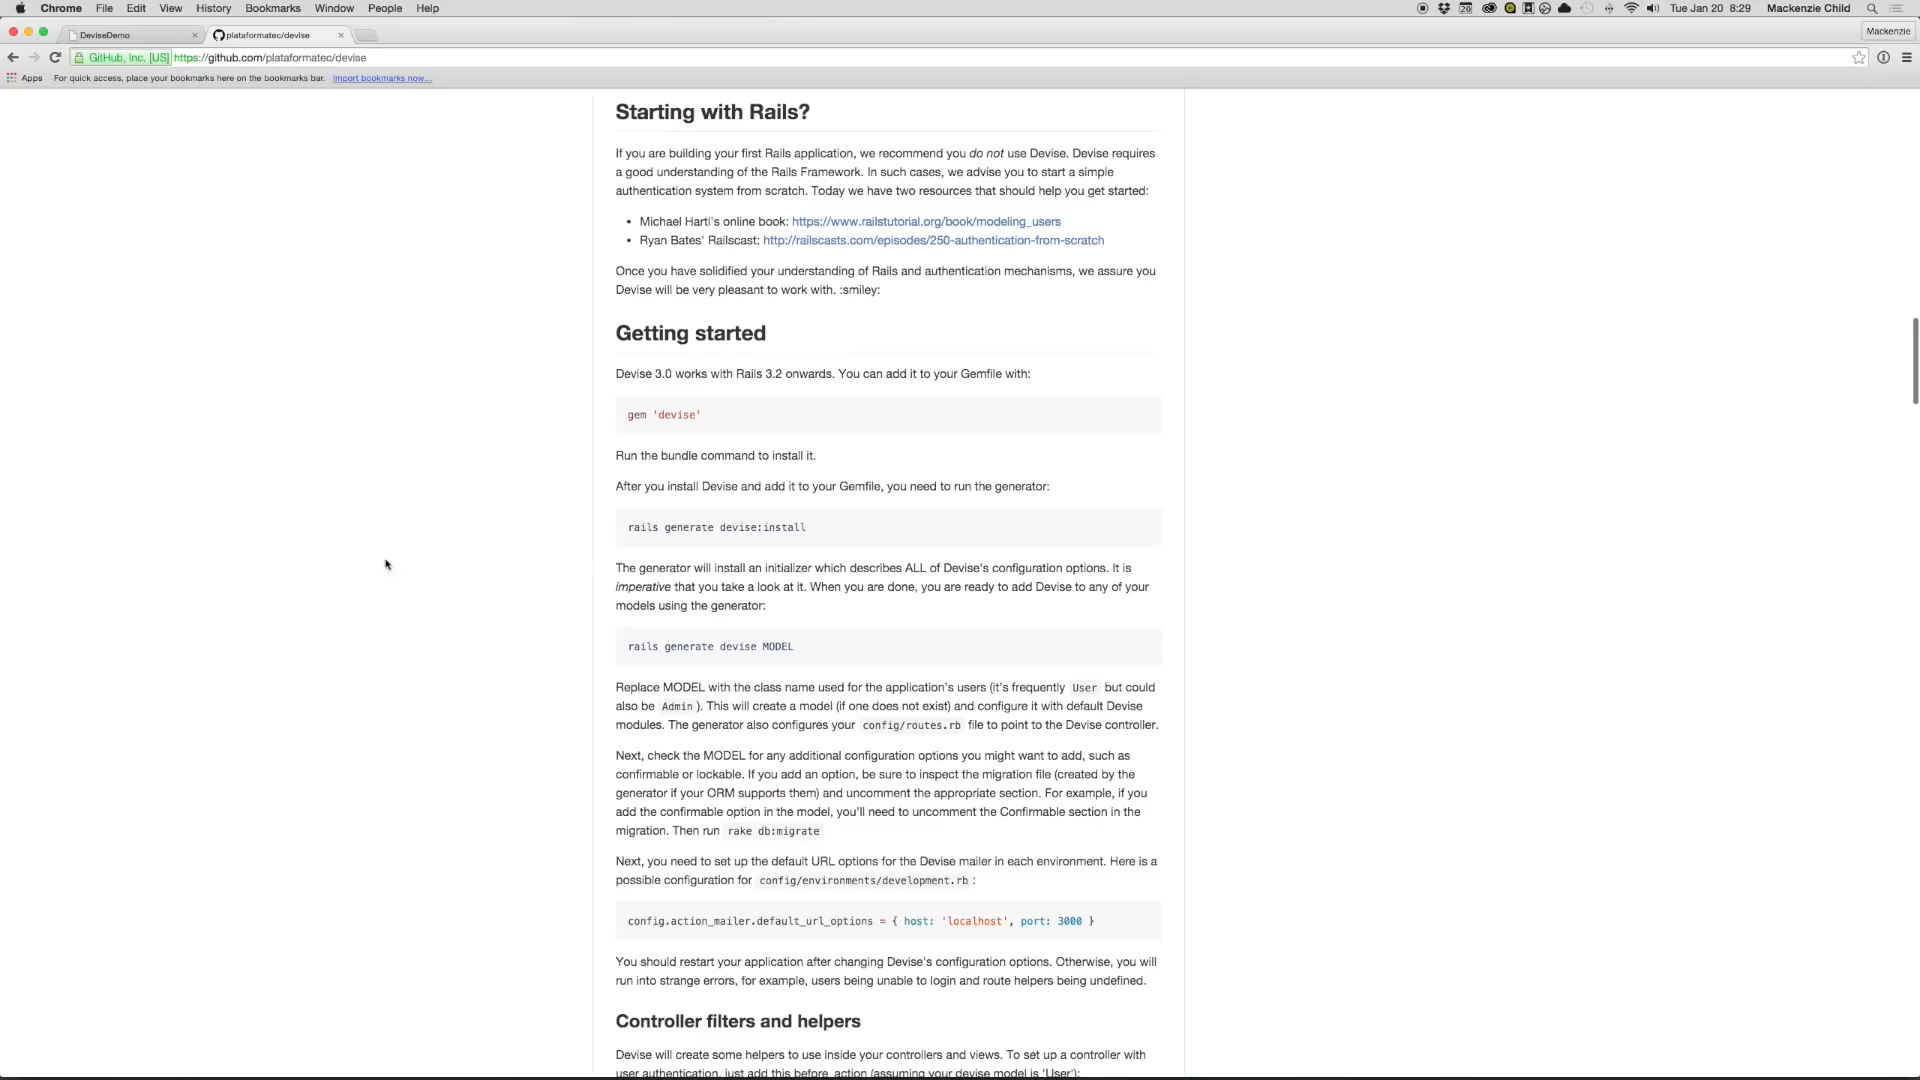 Chrome File Edit View History Bookmarks Window People Help
20 Tue Jan 20 8:29 Mackenzie Child
DeviseDemo plataformatec/devise Mackenzie
GitHub, Inc. [US] https://github.com/plataformatec/devise
Apps For quick access, place your bookmarks here on the bookmarks bar. Import bookmarks now...
Starting with Rails?
If you are building your first Rails application, we recommend you do not use Devise. Devise requires
a good understanding of the Rails Framework. In such cases, we advise you to start a simple
authentication system from scratch. Today we have two resources that should help you get started:
• Michael Hartl's online book: https://www.railstutorial.org/book/modeling_users
• Ryan Bates' Railscast: http://railscasts.com/episodes/250-authentication-from-scratch
Once you have solidified your understanding of Rails and authentication mechanisms, we assure you
Devise will be very pleasant to work with. :smiley:
Getting started
Devise 3.0 works with Rails 3.2 onwards. You can add it to your Gemfile with:
gem 'devise'
Run the bundle command to install it.
After you install Devise and add it to your Gemfile, you need to run the generator:
rails generate devise:install
The generator will install an initializer which describes ALL of Devise's configuration options. It is
imperative that you take a look at it. When you are done, you are ready to add Devise to any of your
models using the generator:
rails generate devise MODEL
Replace MODEL with the class name used for the application's users (it's frequently User but could
also be Admin ). This will create a model (if one does not exist) and configure it with default Devise
modules. The generator also configures your config/routes.rb file to point to the Devise controller.
Next, check the MODEL for any additional configuration options you might want to add, such as
confirmable or lockable. If you add an option, be sure to inspect the migration file (created by the
generator if your ORM supports them) and uncomment the appropriate section. For example, if you
add the confirmable option in the model, you'll need to uncomment the Confirmable section in the
migration. Then run rake db:migrate
Next, you need to set up the default URL options for the Devise mailer in each environment. Here is a
possible configuration for config/environments/development.rb :
config.action_mailer.default_url_options = { host: 'localhost', port: 3000 }
You should restart your application after changing Devise's configuration options. Otherwise, you will
run into strange errors, for example, users being unable to login and route helpers being undefined.
Controller filters and helpers
Devise will create some helpers to use inside your controllers and views. To set up a controller with
user authentication, just add this before_action (assuming your devise model is 'User'):